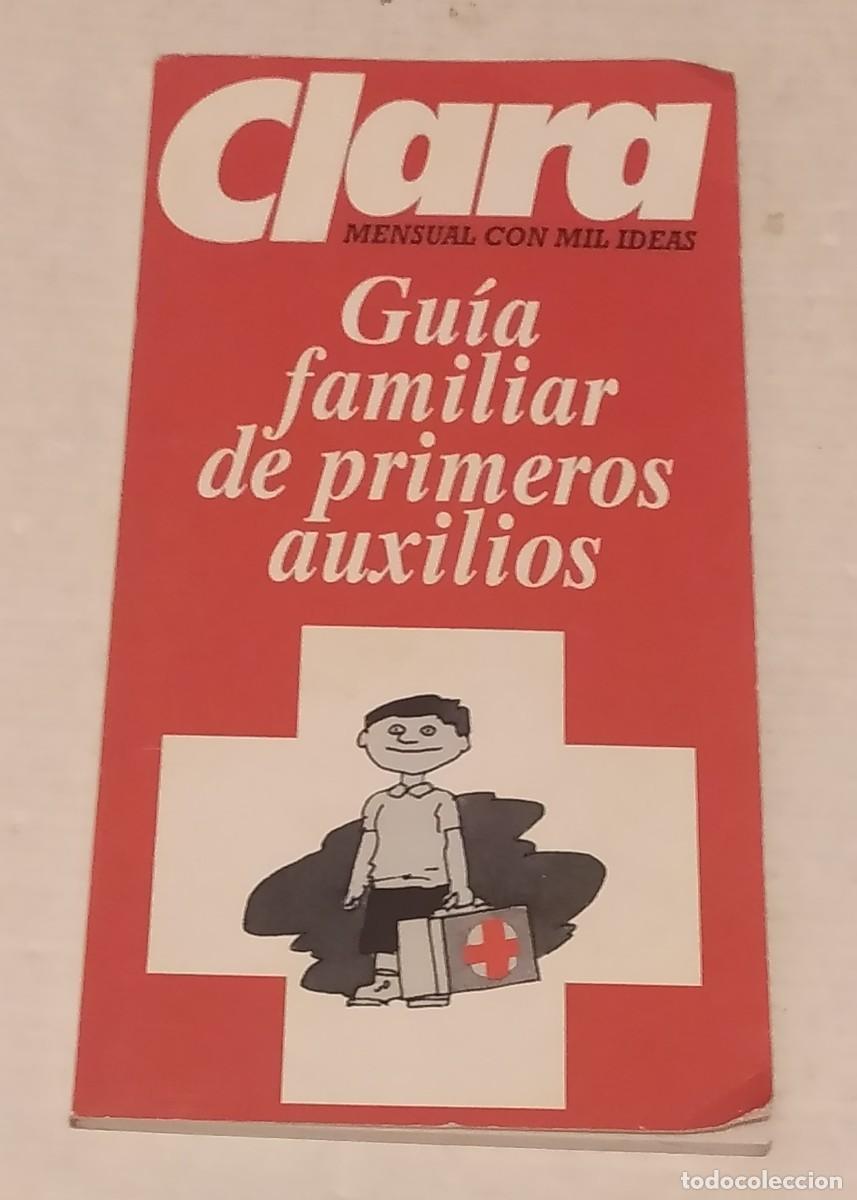 Clara
MENSUAL CON MIL IDEAS
Guía
familiar
de primeros
auxilios
todocoleccion